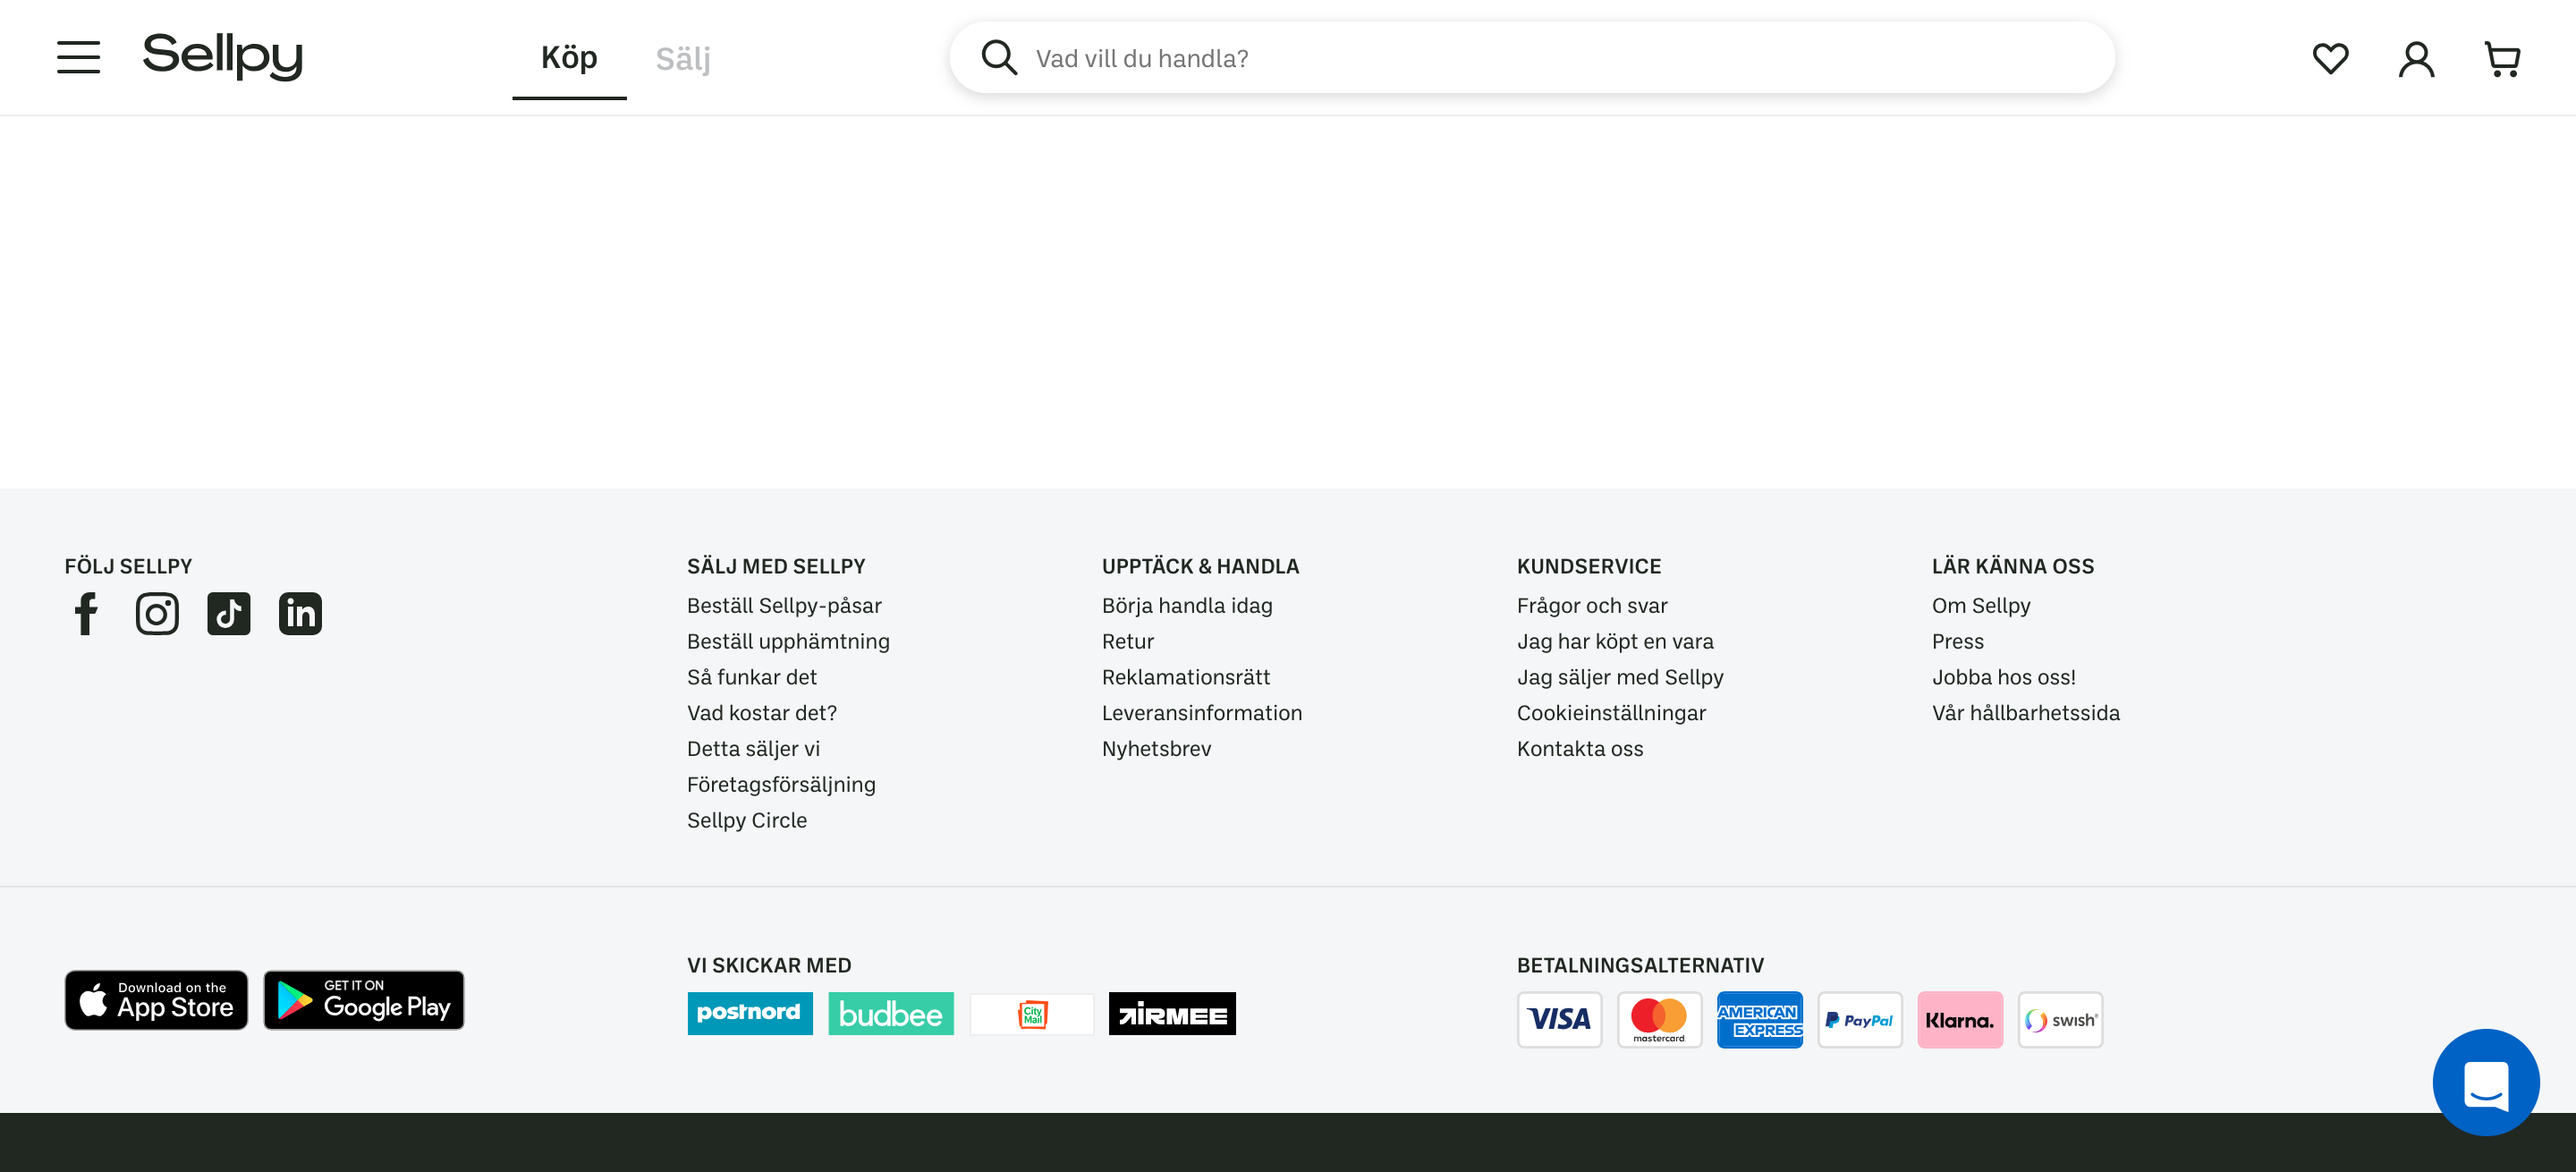 Sellpy
Köp
Sälj
Vad vill du handla?
FÖLJ SELLPY
SÄLJ MED SELLPY
Beställ Sellpy-påsar
Beställ upphämtning
Så funkar det
Vad kostar det?
Detta säljer vi
Företagsförsäljning
Sellpy Circle
UPPTÄCK & HANDLA
Börja handla idag
Retur
Reklamationsrätt
Leveransinformation
Nyhetsbrev
KUNDSERVICE
Frågor och svar
Jag har köpt en vara
Jag säljer med Sellpy
Cookieinställningar
Kontakta oss
LÄR KÄNNA OSS
Om Sellpy
Press
Jobba hos oss!
Vår hållbarhetssida
Download on the
App Store
GET IT ON
Google Play
VI SKICKAR MED
postnord
budbee
City
Mail
AIRMEE
BETALNINGSALTERNATIV
VISA
mastercard.
AMERICAN
EXPRESS
PayPal
Klarna.
swish®